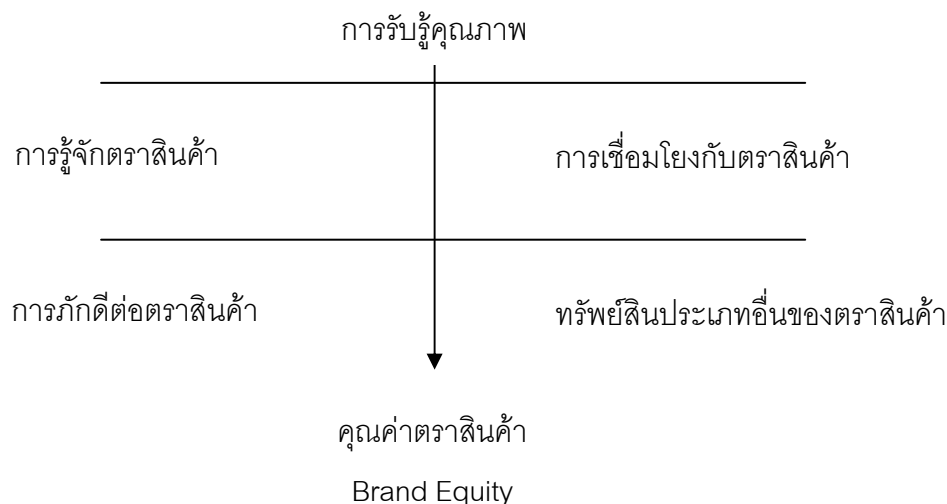 การรับรู้คุณภาพ
การรู้จักตราสินค้า
การเชื่อมโยงกับตราสินค้า
การภักดีต่อตราสินค้า
ทรัพย์สินประเภทอื่นของตราสินค้า
คุณค่าตราสินค้า
Brand Equity